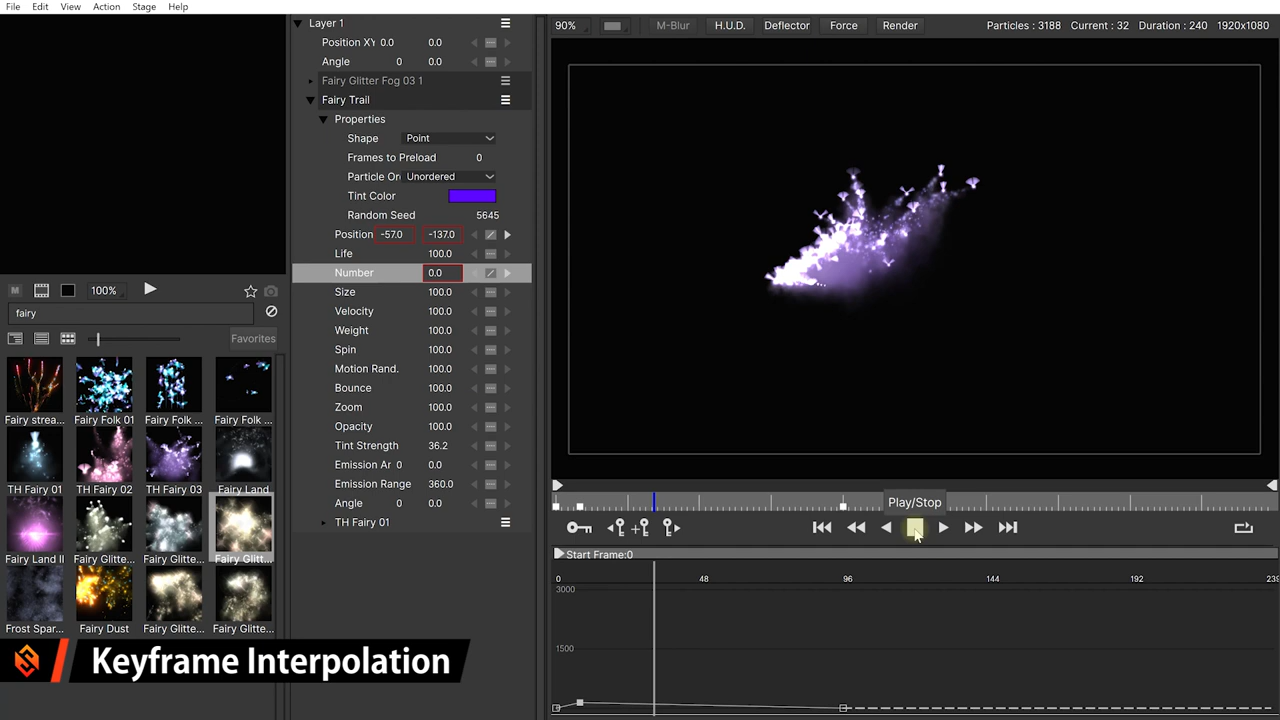 File Edit View Action Stage Help
Layer 1
Position XY 0.0 0.0
Angle 0 0.0
Fairy Glitter Fog 03 1
Fairy Trail
Properties
Shape Point
Frames to Preload 0
Particle Or Unordered
Tint Color
Random Seed 5645
Position -57.0 -137.0
Life 100.0
Number 0.0
Size 100.0
Velocity 100.0
Weight 100.0
Spin 100.0
Motion Rand. 100.0
Bounce 100.0
Zoom 100.0
Opacity 100.0
Tint Strength 36.2
Emission Ar 0 0.0
Emission Range 360.0
Angle 0 0.0
TH Fairy 01
M 100%
fairy
Favorites
Fairy strea... Fairy Folk 01 Fairy Folk ... Fairy Folk ...
TH Fairy 01 TH Fairy 02 TH Fairy 03 Fairy Land
Fairy Land II Fairy Glitte... Fairy Glitte... Fairy Glitt...
Frost Spar... Fairy Dust Fairy Glitte... Fairy Glitte...
Keyframe Interpolation
90% M-Blur H.U.D. Deflector Force Render Particles: 3188 Current: 32 Duration: 240 1920x1080
Play/Stop
Start Frame:0
0 48 96 144 192 239
3000
1500